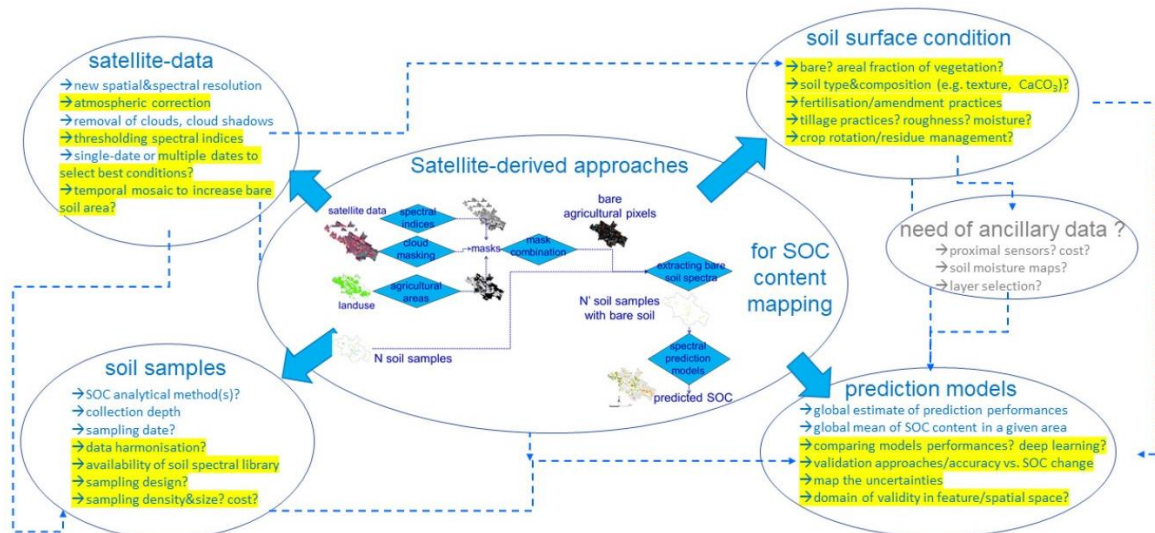 satellite-data
→new spatial&spectral resolution
→atmospheric correction
→removal of clouds, cloud shadows
→thresholding spectral indices
→single-date or multiple dates to
select best conditions?
→temporal mosaic to increase bare
soil area?
soil surface condition
→bare? areal fraction of vegetation?
→soil type&composition (e.g. texture, CaCO₃)?
→fertilisation/amendment practices
→tillage practices? roughness? moisture?
→crop rotation/residue management?
Satellite-derived approaches
satellite data
spectral
indices
cloud
masking
masks
mask
combination
bare
agricultural pixels
landuse
agricultural
areas
extracting bare
soil spectra
for SOC
content
mapping
N' soil samples
with bare soil
N soil samples
spectral
prediction
models
predicted SOC
need of ancillary data ?
→proximal sensors? cost?
→soil moisture maps?
→layer selection?
soil samples
→SOC analytical method(s)?
→collection depth
→sampling date?
→data harmonisation?
→availability of soil spectral library
→sampling design?
→sampling density&size? cost?
prediction models
→global estimate of prediction performances
→global mean of SOC content in a given area
→comparing models performances? deep learning?
→validation approaches/accuracy vs. SOC change
→map the uncertainties
→domain of validity in feature/spatial space?